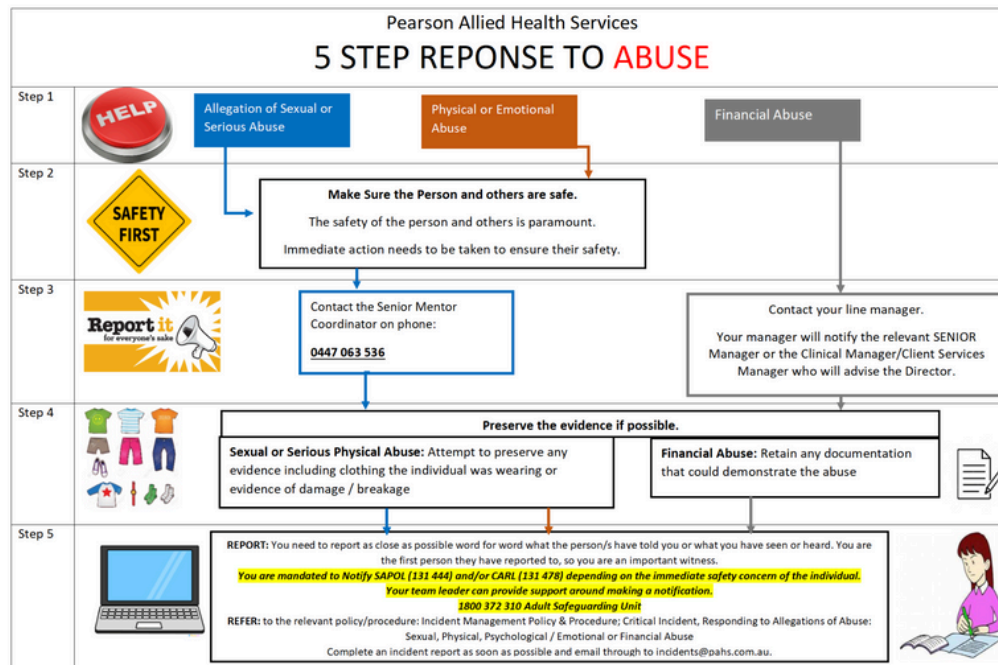 Pearson Allied Health Services
5 STEP REPONSE TO ABUSE
Step 1
HELP
Allegation of Sexual or
Serious Abuse
Physical or Emotional
Abuse
Financial Abuse
Step 2
SAFETY
FIRST
Make Sure the Person and others are safe.
The safety of the person and others is paramount.
Immediate action needs to be taken to ensure their safety.
Step 3
Report it
for everyone's sake
Contact the Senior Mentor
Coordinator on phone:
0447 063 536
Contact your line manager.
Your manager will notify the relevant SENIOR
Manager or the Clinical Manager/Client Services
Manager who will advise the Director.
Step 4
Preserve the evidence if possible.
Sexual or Serious Physical Abuse: Attempt to preserve any
evidence including clothing the individual was wearing or
evidence of damage / breakage
Financial Abuse: Retain any documentation
that could demonstrate the abuse
Step 5
REPORT: You need to report as close as possible word for word what the person/s have told you or what you have seen or heard. You are
the first person they have reported to, so you are an important witness.
You are mandated to Notify SAPOL (131 444) and/or CARL (131 478) depending on the immediate safety concern of the individual.
Your team leader can provide support around making a notification.
1800 372 310 Adult Safeguarding Unit
REFER: to the relevant policy/procedure: Incident Management Policy & Procedure; Critical Incident, Responding to Allegations of Abuse:
Sexual, Physical, Psychological / Emotional or Financial Abuse
Complete an incident report as soon as possible and email through to incidents@pahs.com.au.